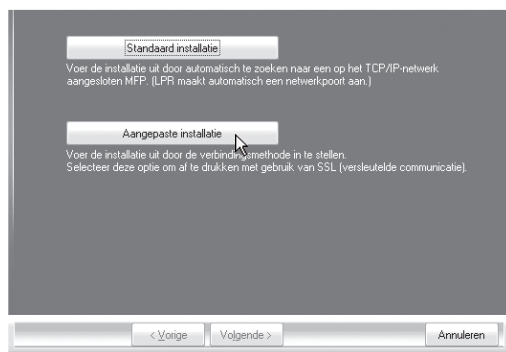 Standaard installatie
Voer de installatie uit door automatisch te zoeken naar een op het TCP/IP-netwerk
aangesloten MFP. (LPR maakt automatisch een netwerkpoort aan.)
Aangepaste installatie
Voer de installatie uit door de verbindingsmethode in te stellen.
Selecteer deze optie om af te drukken met gebruik van SSL (versleutelde communicatie).
< Vorige Volgende > Annuleren